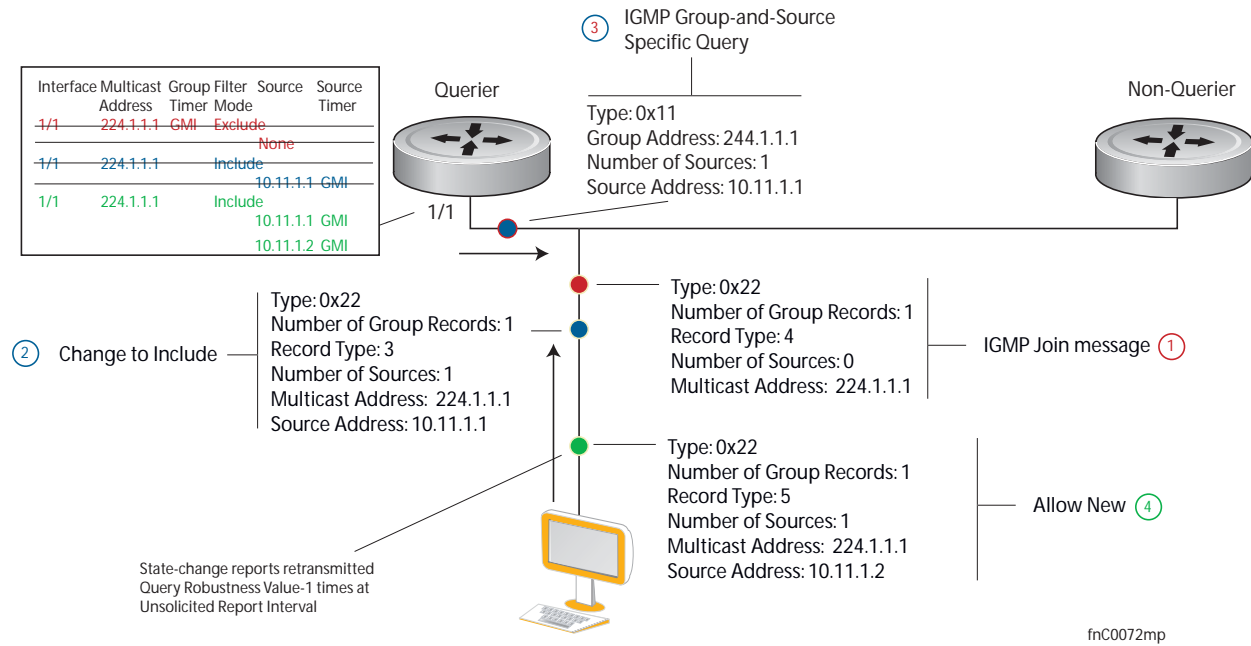 3
IGMP Group-and-Source
Specific Query
Interface Multicast Group Filter Source Source
Address Timer Mode Timer
1/1 224.1.1.1 GMI Exclude
None
1/1 224.1.1.1 Include
10.11.1.1 GMI
1/1 224.1.1.1 Include
10.11.1.1 GMI
10.11.1.2 GMI
Querier
1/1
Type: 0x11
Group Address: 244.1.1.1
Number of Sources: 1
Source Address: 10.11.1.1
Non-Querier
2 Change to Include
Type: 0x22
Number of Group Records: 1
Record Type: 3
Number of Sources: 1
Multicast Address: 224.1.1.1
Source Address: 10.11.1.1
Type: 0x22
Number of Group Records: 1
Record Type: 4
Number of Sources: 0
Multicast Address: 224.1.1.1
IGMP Join message 1
Type: 0x22
Number of Group Records: 1
Record Type: 5
Number of Sources: 1
Multicast Address: 224.1.1.1
Source Address: 10.11.1.2
Allow New 4
State-change reports retransmitted
Query Robustness Value-1 times at
Unsolicited Report Interval
fnC0072mp